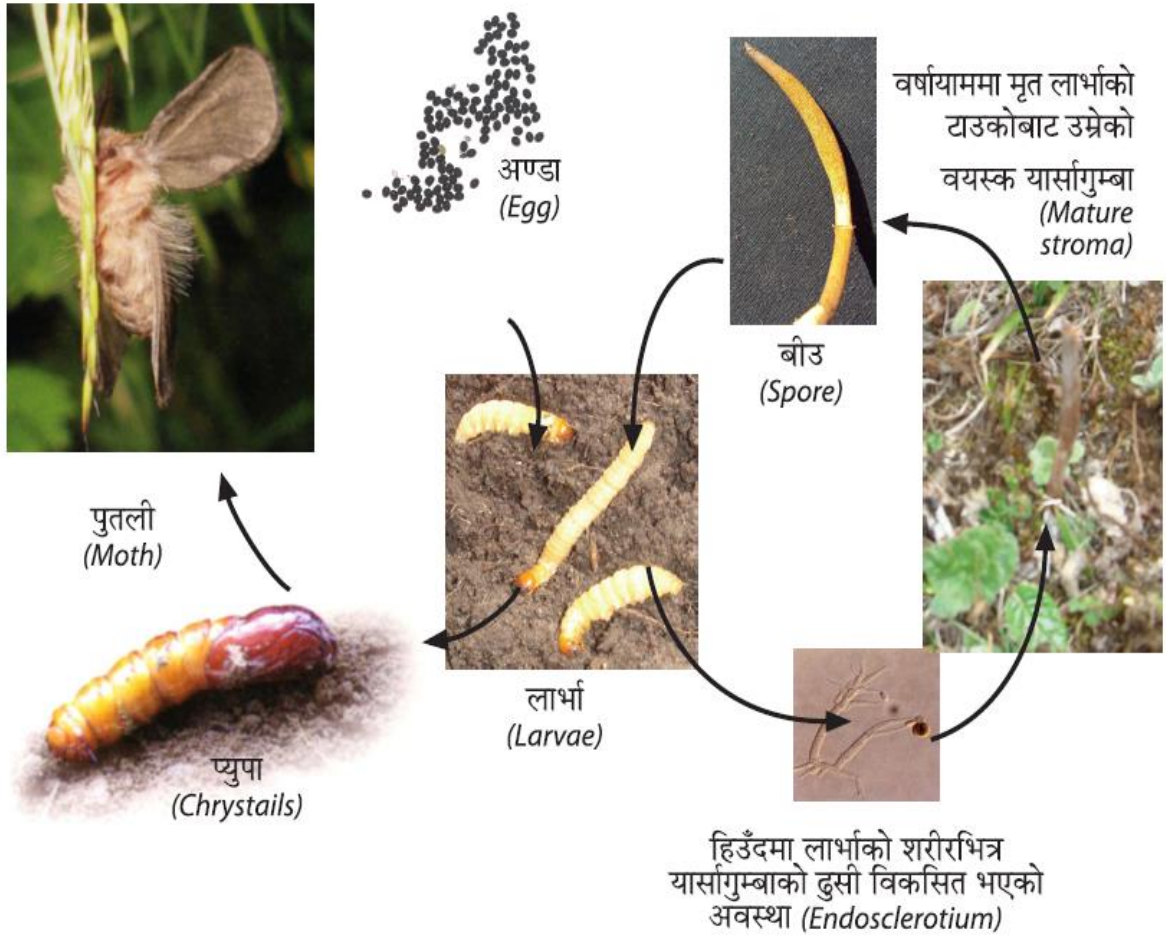 अण्डा
(Egg)
वर्षायाममा मृत लार्भाको
टाउकोबाट उम्रेको
वयस्क यार्सागुम्बा
(Mature
stroma)
बीउ
(Spore)
पुतली
(Moth)
लार्भा
(Larvae)
प्युपा
(Chrystails)
हिउँदमा लार्भाको शरीरभित्र
यार्सागुम्बाको ढुसी विकसित भएको
अवस्था (Endosclerotium)